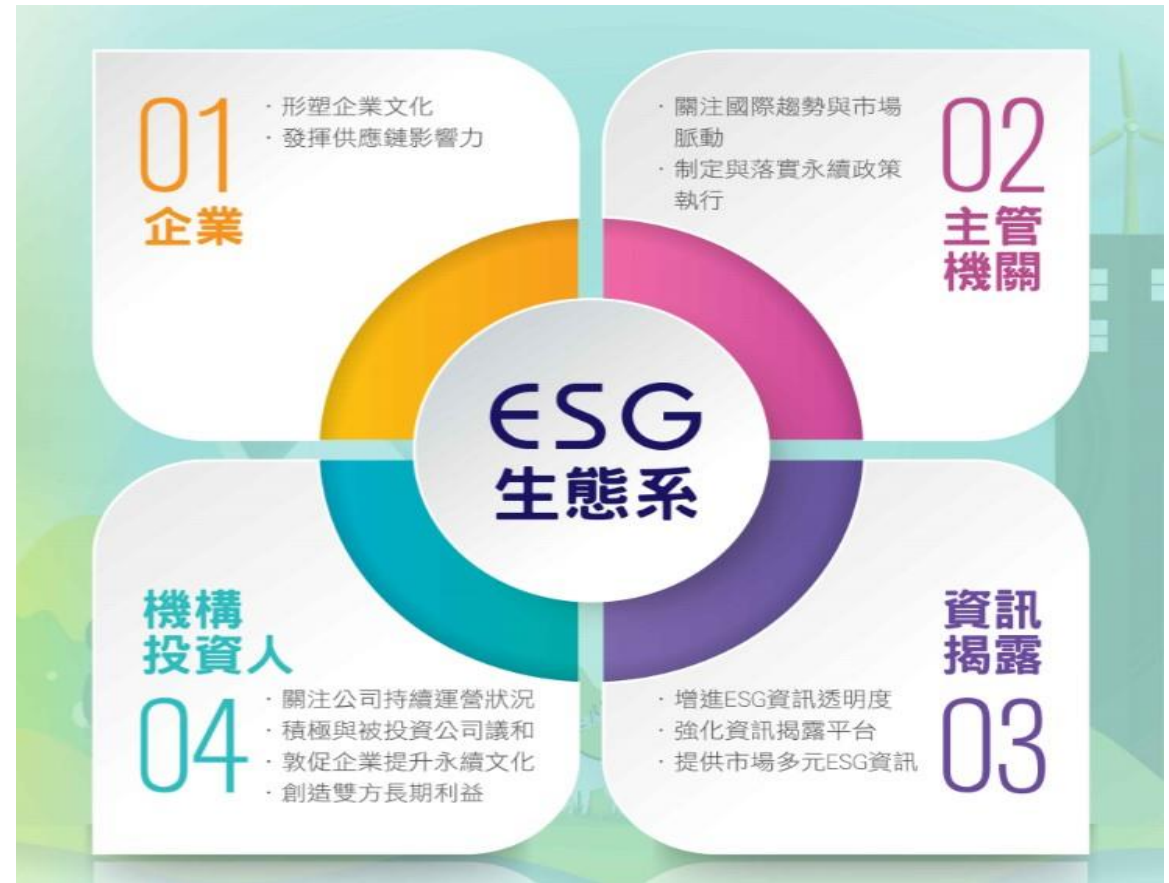 01
企業
· 形塑企業文化
· 發揮供應鏈影響力
· 關注國際趨勢與市場
脈動
· 制定與落實永續政策
執行
02
主管
機關
ESG
生態系
機構
投資人
04
· 關注公司持續運營狀況
· 積極與被投資公司議和
· 敦促企業提升永續文化
· 創造雙方長期利益
· 增進ESG資訊透明度
· 強化資訊揭露平台
· 提供市場多元ESG資訊
資訊
揭露
03